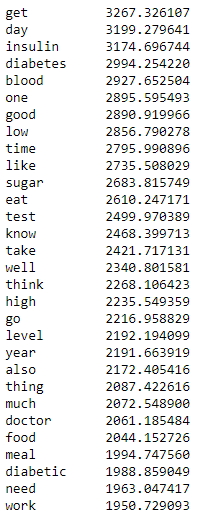 get 3267.326107
day 3199.279641
insulin 3174.696744
diabetes 2994.254220
blood 2927.652504
one 2895.595493
good 2890.919966
low 2856.790278
time 2795.990896
like 2735.508029
sugar 2683.815749
eat 2610.247171
test 2499.970389
know 2468.399713
take 2421.717131
well 2340.801581
think 2268.106423
high 2235.549359
go 2216.958829
level 2192.194099
year 2191.663919
also 2172.405416
thing 2087.422616
much 2072.548900
doctor 2061.185484
food 2044.152726
meal 1994.747560
diabetic 1988.859049
need 1963.047417
work 1950.729093